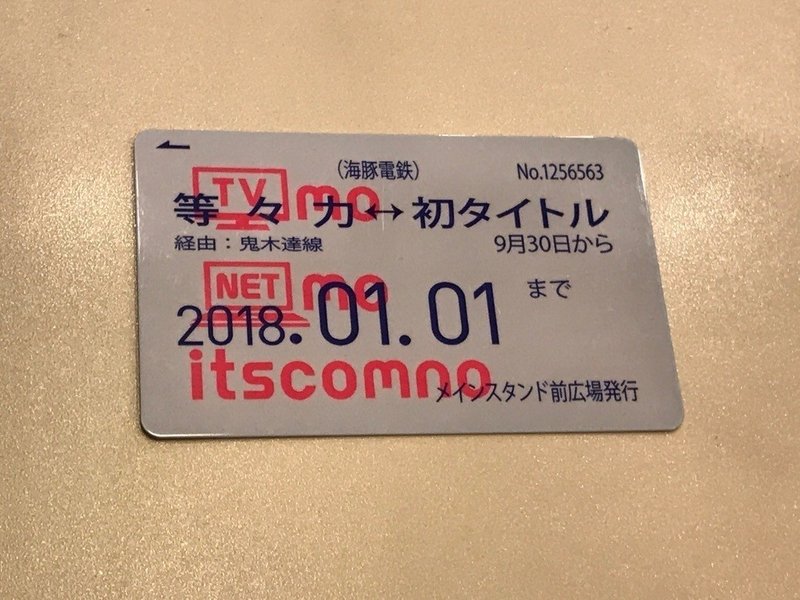 (海豚電鉄) No.1256563
TV mo
等々力↔初タイトル
経由：鬼木達線 9月30日から
NET mo
2018.01.01 まで
itscomno
メインスタンド前広場発行